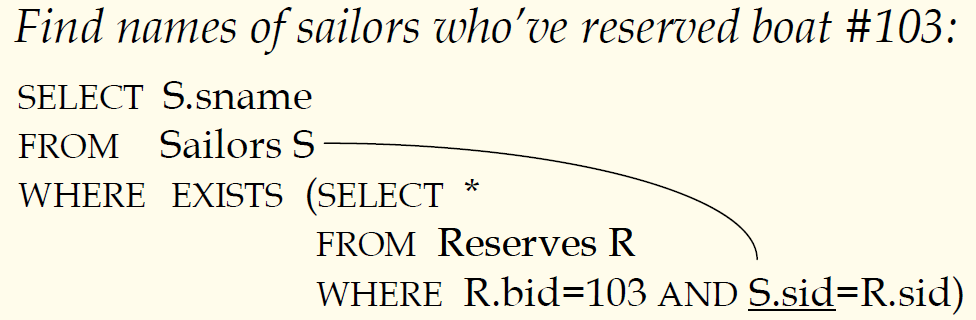 Find names of sailors who’ve reserved boat #103:
SELECT S.sname
FROM Sailors S
WHERE EXISTS (SELECT *
FROM Reserves R
WHERE R.bid=103 AND S.sid=R.sid)